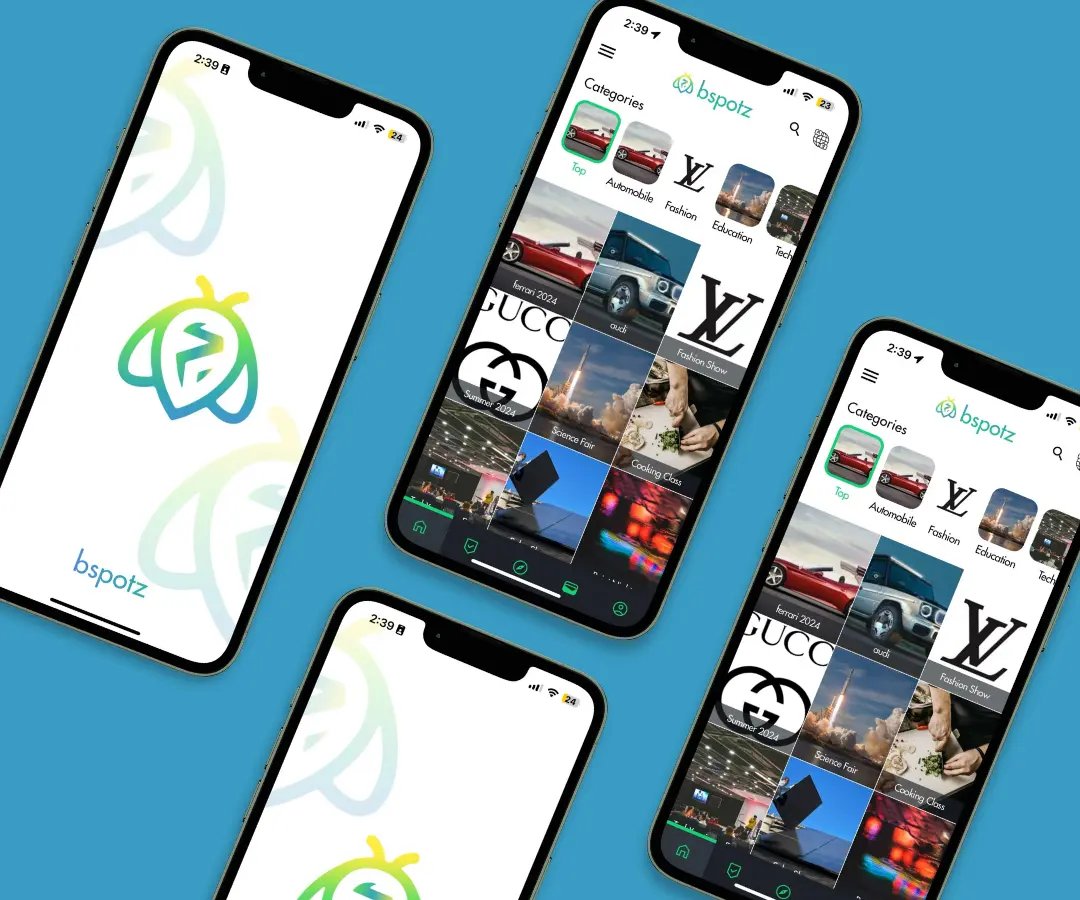 2:39
24
bspotz
2:39
23
bspotz
Categories
Top
Automobile
Fashion
Education
Tech
ferrari 2024
audi
Fashion Show
GUCC
Summer 2024
Science Fair
Cooking Class
2:39
24
2:39
bspotz
Categories
Top
Automobile
Fashion
Education
Tech
ferrari 2024
audi
Fashion Show
GUCC
Summer 2024
Science Fair
Cooking Class